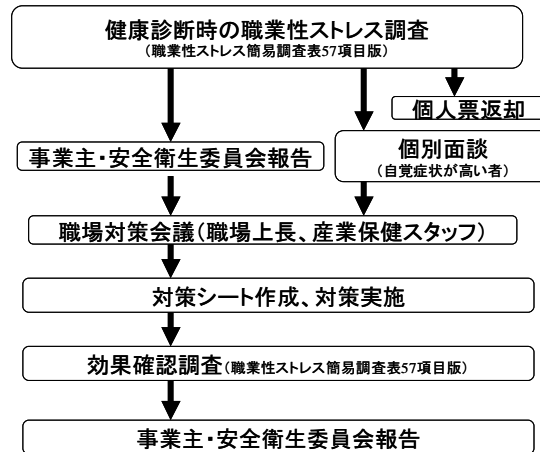 健康診断時の職業性ストレス調査
(職業性ストレス簡易調査表57項目版)
個人票返却
事業主・安全衛生委員会報告
個別面談
(自覚症状が高い者)
職場対策会議(職場上長、産業保健スタッフ)
対策シート作成、対策実施
効果確認調査(職業性ストレス簡易調査表57項目版)
事業主・安全衛生委員会報告